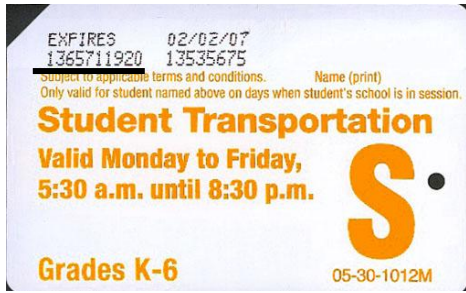 EXPIRES 02/02/07
1365711920 13535675
Subject to applicable terms and conditions. Name (print)
Only valid for student named above on days when student's school is in session.
Student Transportation
Valid Monday to Friday,
5:30 a.m. until 8:30 p.m.
S
Grades K-6
05-30-1012M